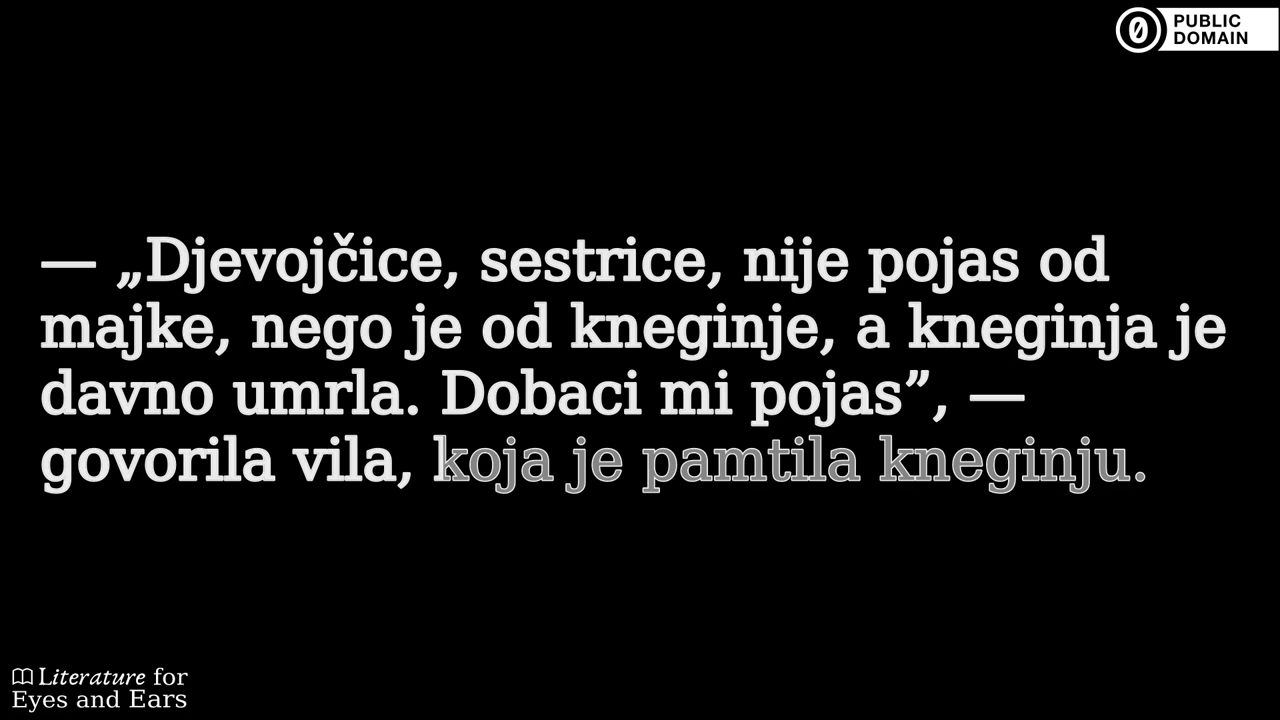 PUBLIC
DOMAIN
— „Djevojčice, sestrice, nije pojas od
majke, nego je od kneginje, a kneginja je
davno umrla. Dobaci mi pojas”, —
govorila vila, koja je pamtila kneginju.
Literature for
Eyes and Ears